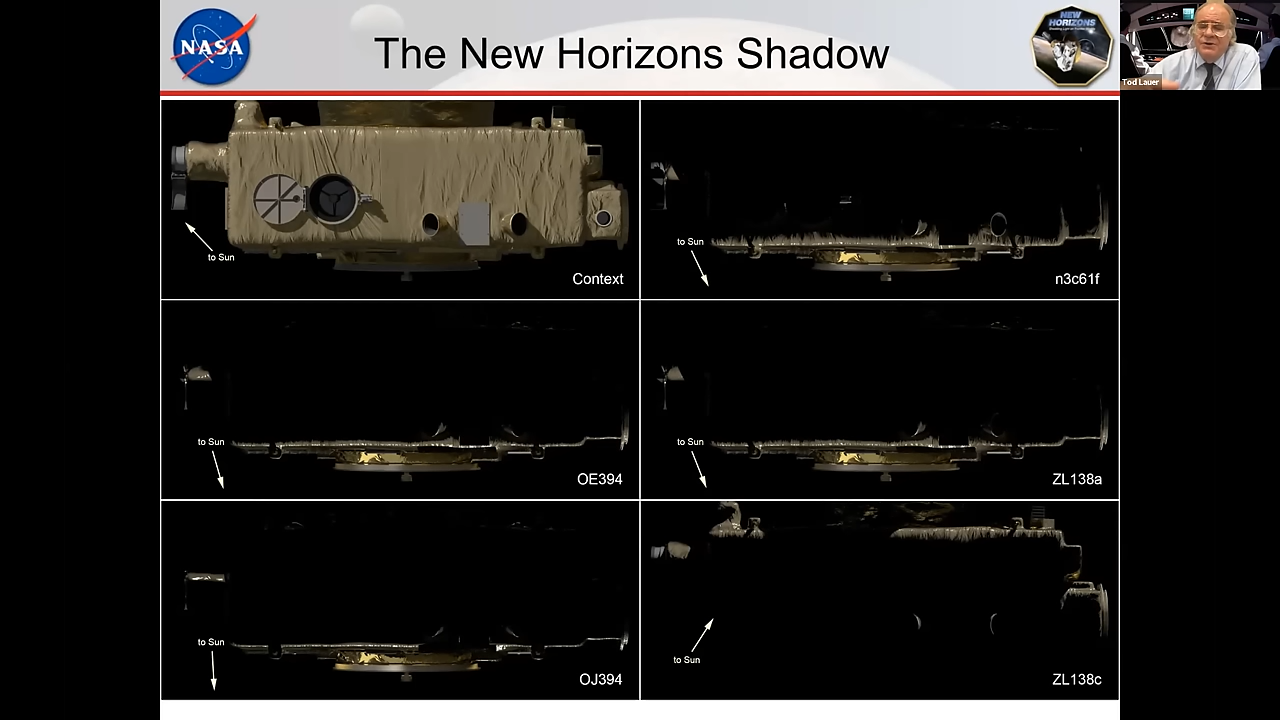 NASA
The New Horizons Shadow
NEW
HORIZONS
Tod Lauer
to Sun
Context
to Sun
n3c61f
to Sun
OE394
to Sun
ZL138a
to Sun
OJ394
to Sun
ZL138c